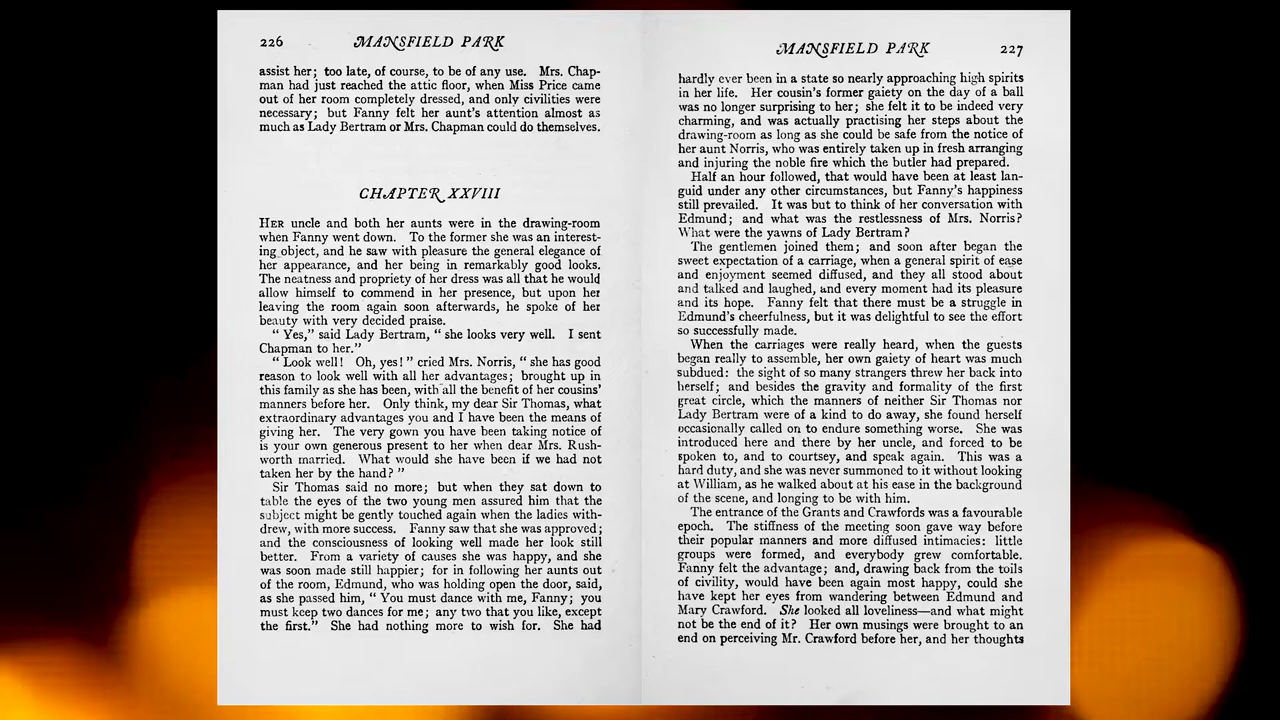 226 MANSFIELD PARK
assist her; too late, of course, to be of any use. Mrs. Chap-
man had just reached the attic floor, when Miss Price came
out of her room completely dressed, and only civilities were
necessary; but Fanny felt her aunt's attention almost as
much as Lady Bertram or Mrs. Chapman could do themselves.
CHAPTER XXVIII
HER uncle and both her aunts were in the drawing-room
when Fanny went down. To the former she was an interest-
ing object, and he saw with pleasure the general elegance of
her appearance, and her being in remarkably good looks.
The neatness and propriety of her dress was all that he would
allow himself to commend in her presence, but upon her
leaving the room again soon afterwards, he spoke of her
beauty with very decided praise.
"Yes," said Lady Bertram, "she looks very well. I sent
Chapman to her."
"Look well! Oh, yes!" cried Mrs. Norris, "she has good
reason to look well with all her advantages; brought up in
this family as she has been, with all the benefit of her cousins'
manners before her. Only think, my dear Sir Thomas, what
extraordinary advantages you and I have been the means of
giving her. The very gown you have been taking notice of
is your own generous present to her when dear Mrs. Rush-
worth married. What would she have been if we had not
taken her by the hand?"
Sir Thomas said no more; but when they sat down to
table the eyes of the two young men assured him that the
subject might be gently touched again when the ladies with-
drew, with more success. Fanny saw that she was approved;
and the consciousness of looking well made her look still
better. From a variety of causes she was happy, and she
was soon made still happier; for in following her aunts out
of the room, Edmund, who was holding open the door, said,
as she passed him, "You must dance with me, Fanny; you
must keep two dances for me; any two that you like, except
the first." She had nothing more to wish for. She had
MANSFIELD PARK 227
hardly ever been in a state so nearly approaching high spirits
in her life. Her cousin's former gaiety on the day of a ball
was no longer surprising to her; she felt it to be indeed very
charming, and was actually practising her steps about the
drawing-room as long as she could be safe from the notice of
her aunt Norris, who was entirely taken up in fresh arranging
and injuring the noble fire which the butler had prepared.
Half an hour followed, that would have been at least lan-
guid under any other circumstances, but Fanny's happiness
still prevailed. It was but to think of her conversation with
Edmund; and what was the restlessness of Mrs. Norris?
What were the yawns of Lady Bertram?
The gentlemen joined them; and soon after began the
sweet expectation of a carriage, when a general spirit of ease
and enjoyment seemed diffused, and they all stood about
and talked and laughed, and every moment had its pleasure
and its hope. Fanny felt that there must be a struggle in
Edmund's cheerfulness, but it was delightful to see the effort
so successfully made.
When the carriages were really heard, when the guests
began really to assemble, her own gaiety of heart was much
subdued: the sight of so many strangers threw her back into
herself; and besides the gravity and formality of the first
great circle, which the manners of neither Sir Thomas nor
Lady Bertram were of a kind to do away, she found herself
occasionally called on to endure something worse. She was
introduced here and there by her uncle, and forced to be
spoken to, and to courtsey, and speak again. This was a
hard duty, and she was never summoned to it without looking
at William, as he walked about at his ease in the background
of the scene, and longing to be with him.
The entrance of the Grants and Crawfords was a favourable
epoch. The stiffness of the meeting soon gave way before
their popular manners and more diffused intimacies: little
groups were formed, and everybody grew comfortable.
Fanny felt the advantage; and, drawing back from the toils
of civility, would have been again most happy, could she
have kept her eyes from wandering between Edmund and
Mary Crawford. She looked all loveliness—and what might
not be the end of it? Her own musings were brought to an
end on perceiving Mr. Crawford before her, and her thoughts